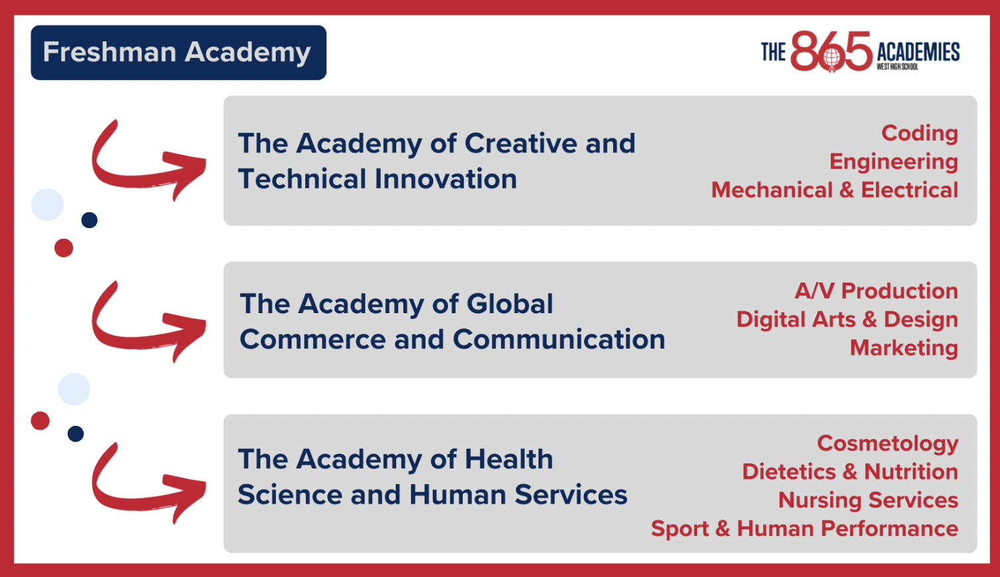 Freshman Academy
THE 865 ACADEMIES
WEST HIGH SCHOOL
The Academy of Creative and
Technical Innovation
Coding
Engineering
Mechanical & Electrical
The Academy of Global
Commerce and Communication
A/V Production
Digital Arts & Design
Marketing
The Academy of Health
Science and Human Services
Cosmetology
Dietetics & Nutrition
Nursing Services
Sport & Human Performance